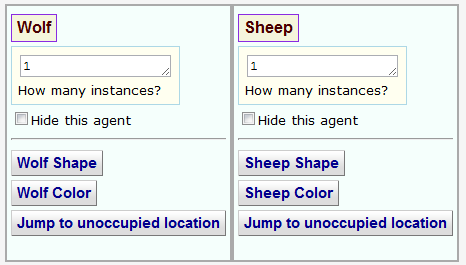 Wolf
1
How many instances?
Hide this agent
Wolf Shape
Wolf Color
Jump to unoccupied location
Sheep
1
How many instances?
Hide this agent
Sheep Shape
Sheep Color
Jump to unoccupied location